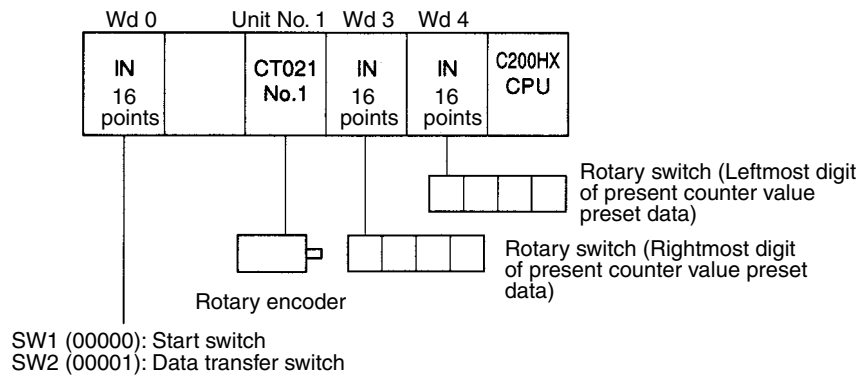 Wd 0 Unit No. 1 Wd 3 Wd 4
IN
16
points
CT021
No.1
IN
16
points
IN
16
points
C200HX
CPU
Rotary switch (Leftmost digit
of present counter value
preset data)
Rotary switch (Rightmost digit
of present counter value preset
data)
Rotary encoder
SW1 (00000): Start switch
SW2 (00001): Data transfer switch